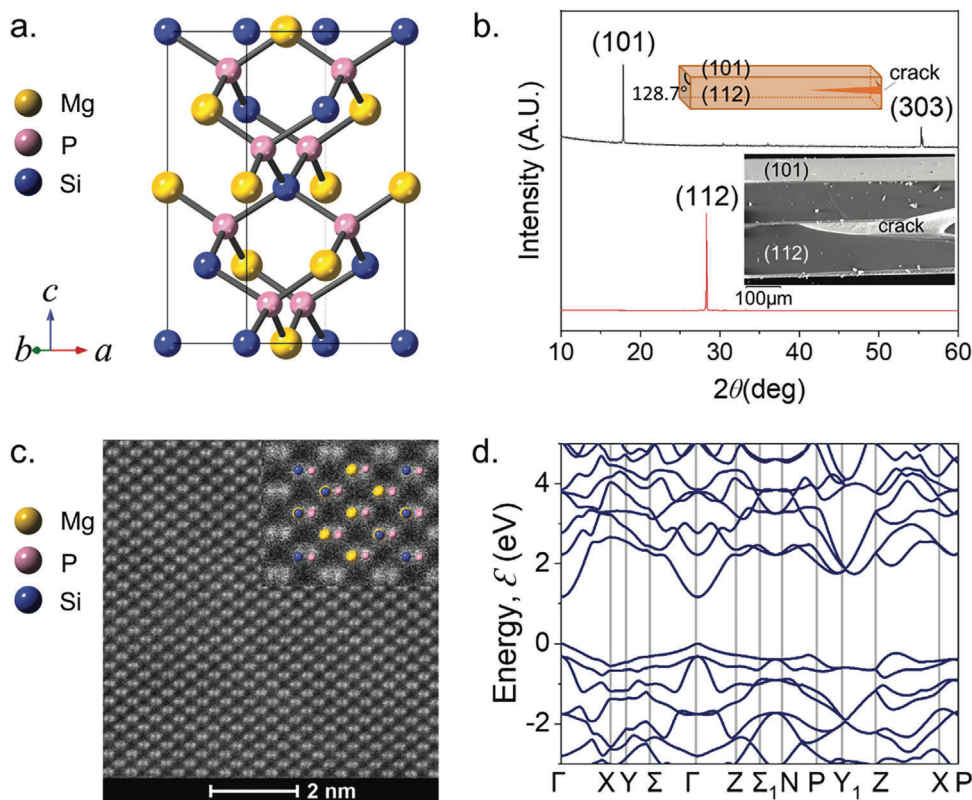 a.
Mg
P
Si
c
b
a
b.
Intensity (A.U.)
(101)
(101)
(112)
128.7°
crack
(303)
(112)
(101)
crack
(112)
100μm
10 20 30 40 50 60
2θ(deg)
c.
Mg
P
Si
2 nm
d.
Energy, ℰ (eV)
4
2
0
-2
Γ X Y Σ Γ Z Σ₁ N P Y₁ Z X P